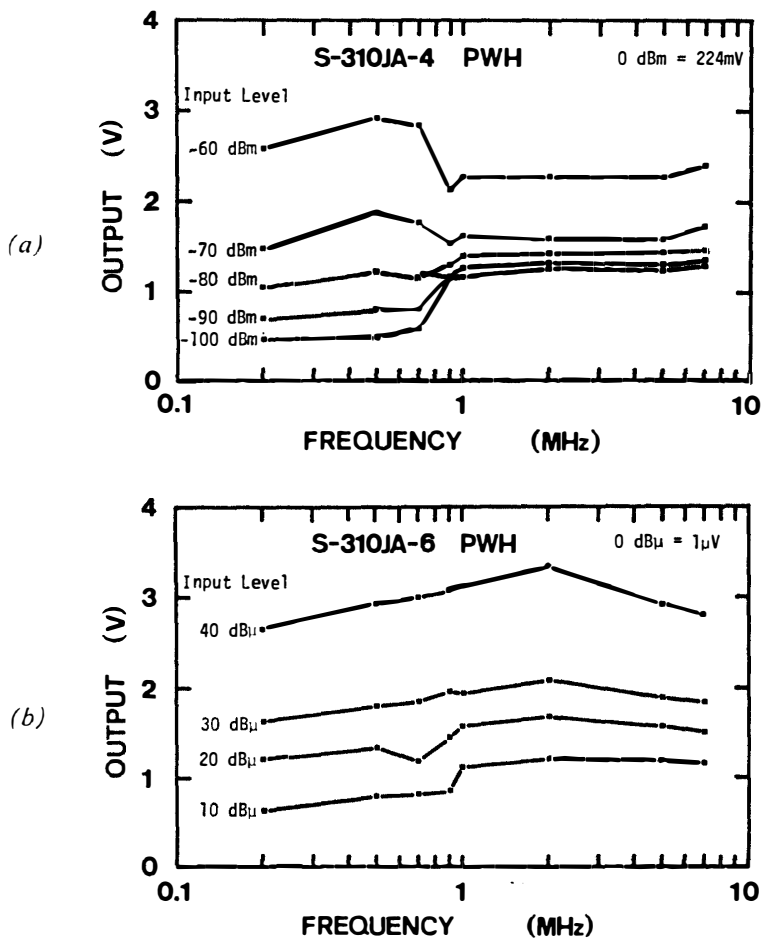 (a)
4
S-310JA-4 PWH
0 dBm = 224mV
Input Level
3
-60 dBm
OUTPUT (V)
2
-70 dBm
-80 dBm
1
-90 dBm
-100 dBm
0
0.1
1
10
FREQUENCY (MHz)
(b)
4
S-310JA-6 PWH
0 dBμ = 1μV
Input Level
3
40 dBμ
OUTPUT (V)
2
30 dBμ
20 dBμ
1
10 dBμ
0
0.1
1
10
FREQUENCY (MHz)